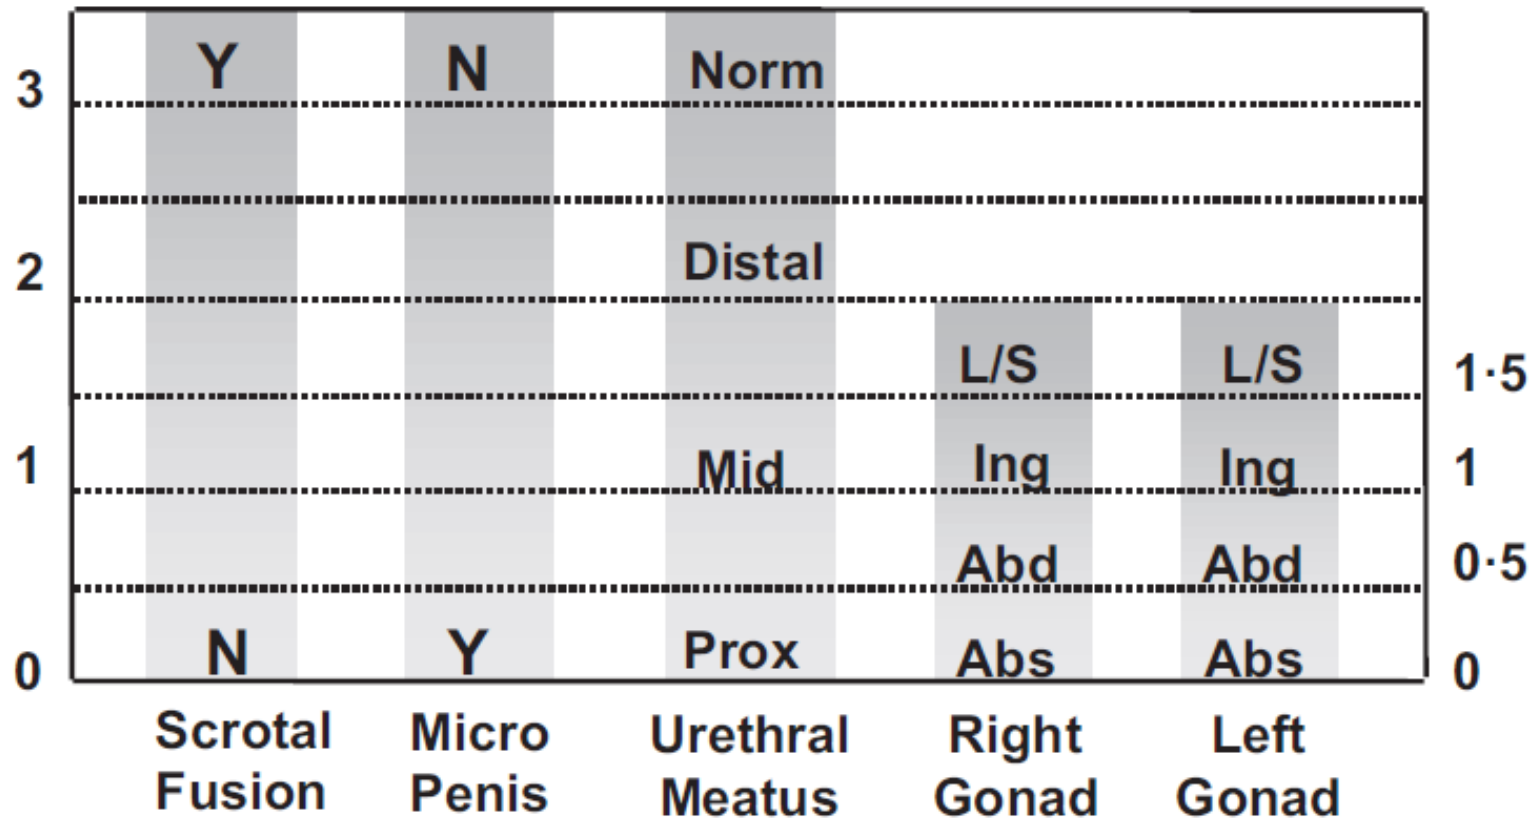 3 Y N Norm
2 Distal
L/S L/S 1·5
1 Mid Ing Ing 1
Abd Abd 0·5
0 N Y Prox Abs Abs 0
Scrotal Micro Urethral Right Left
Fusion Penis Meatus Gonad Gonad